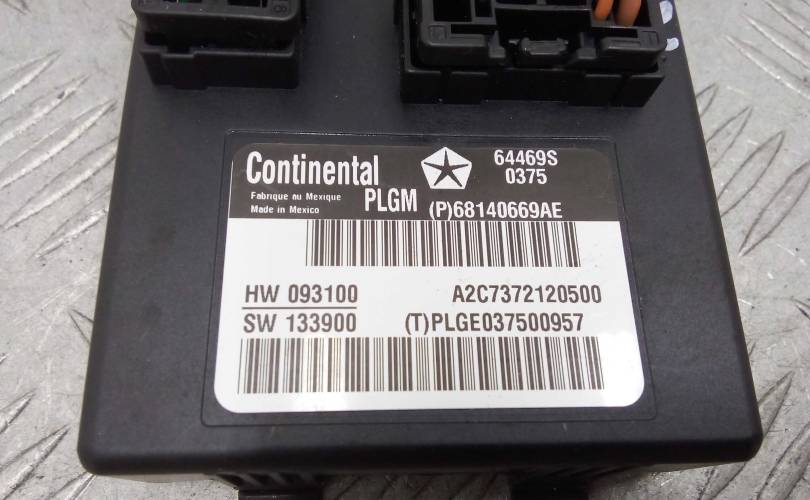 Continental
64469S
0375
Fabrique au Mexique
Made in Mexico
PLGM (P)68140669AE
HW 093100 A2C7372120500
SW 133900 (T)PLGE037500957